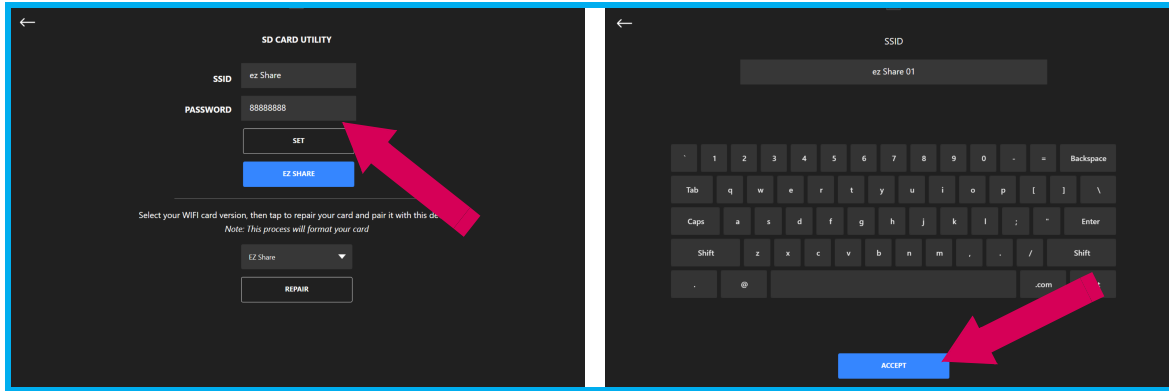 SD CARD UTILITY
SSID ez Share
PASSWORD 88888888
SET
EZ SHARE
Select your WIFI card version, then tap to repair your card and pair it with this de
Note: This process will format your card
EZ Share
REPAIR
SSID
ez Share 01
` 1 2 3 4 5 6 7 8 9 0 - = Backspace
Tab q w e r t y u i o p [ ] \
Caps a s d f g h j k l ; " Enter
Shift z x c v b n m , . / Shift
. @ .com
ACCEPT